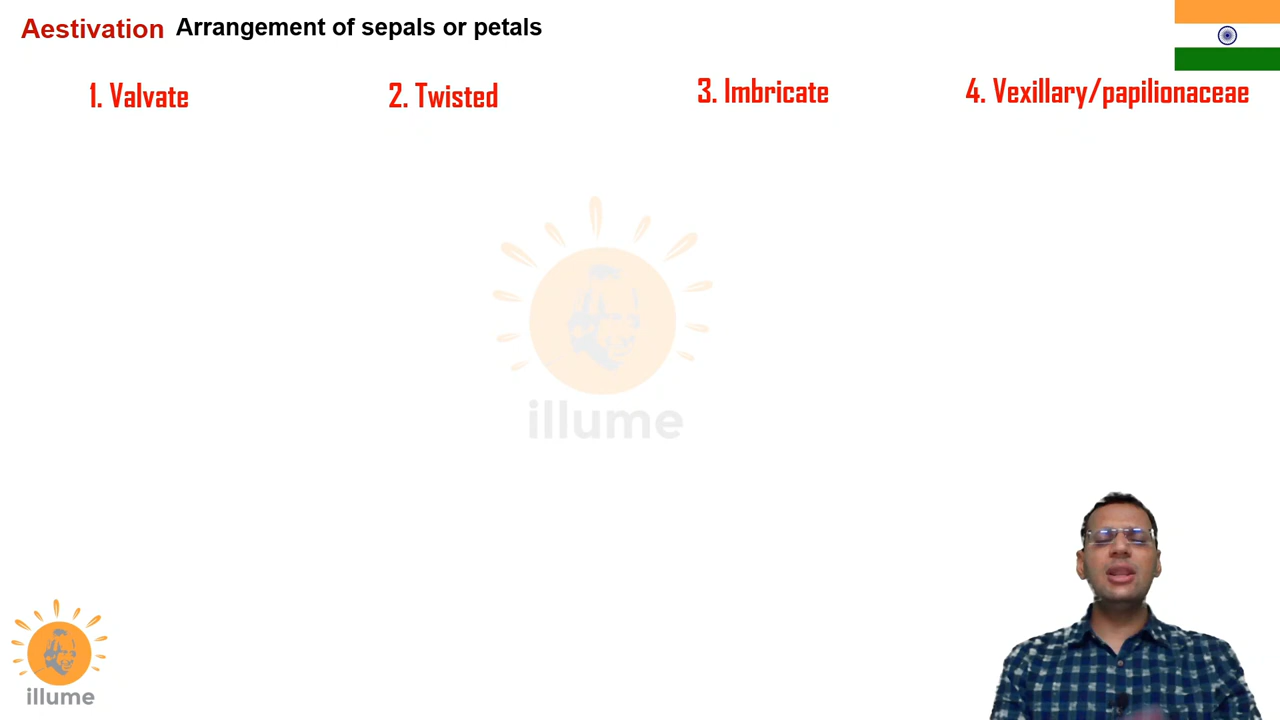 Aestivation Arrangement of sepals or petals
1. Valvate 2. Twisted 3. Imbricate 4. Vexillary/papilionaceae
illume
illume